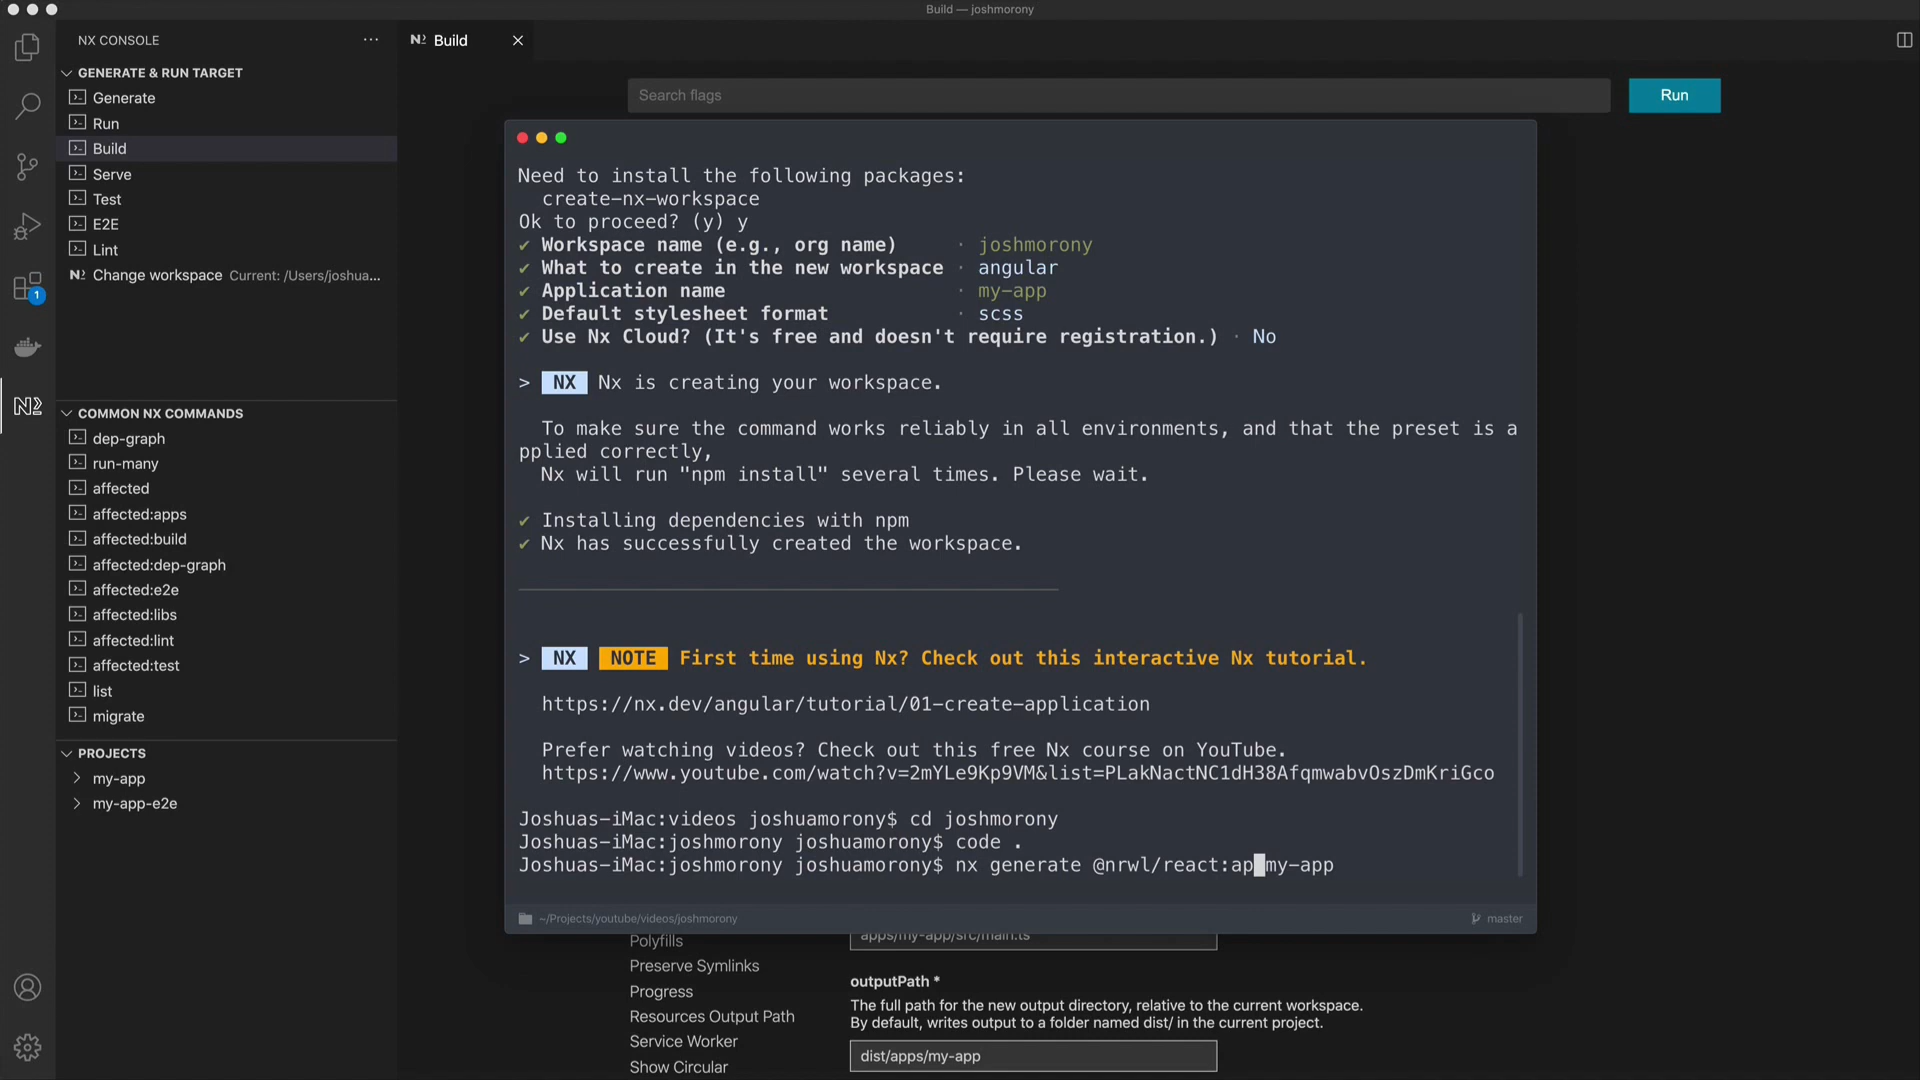 Build — joshmorony
NX CONSOLE
GENERATE & RUN TARGET
Generate
Run
Build
Serve
Test
E2E
Lint
Change workspace Current: /Users/joshua...
COMMON NX COMMANDS
dep-graph
run-many
affected
affected:apps
affected:build
affected:dep-graph
affected:e2e
affected:libs
affected:lint
affected:test
list
migrate
PROJECTS
my-app
my-app-e2e
1
Build
Search flags
Run
Need to install the following packages:
create-nx-workspace
Ok to proceed? (y) y
✔ Workspace name (e.g., org name) · joshmorony
✔ What to create in the new workspace · angular
✔ Application name · my-app
✔ Default stylesheet format · scss
✔ Use Nx Cloud? (It's free and doesn't require registration.) · No
> NX Nx is creating your workspace.
To make sure the command works reliably in all environments, and that the preset is a
pplied correctly,
Nx will run "npm install" several times. Please wait.
✔ Installing dependencies with npm
✔ Nx has successfully created the workspace.
> NX NOTE First time using Nx? Check out this interactive Nx tutorial.
https://nx.dev/angular/tutorial/01-create-application
Prefer watching videos? Check out this free Nx course on YouTube.
https://www.youtube.com/watch?v=2mYLe9Kp9VM&list=PLakNactNC1dH38AfqmwabvOszDmKriGco
Joshuas-iMac:videos joshuamorony$ cd joshmorony
Joshuas-iMac:joshmorony joshuamorony$ code .
Joshuas-iMac:joshmorony joshuamorony$ nx generate @nrwl/react:ap my-app
~/Projects/youtube/videos/joshmorony
master
Polyfills
Preserve Symlinks
Progress
Resources Output Path
Service Worker
Show Circular
apps/my-app/src/main.ts
outputPath *
The full path for the new output directory, relative to the current workspace.
By default, writes output to a folder named dist/ in the current project.
dist/apps/my-app